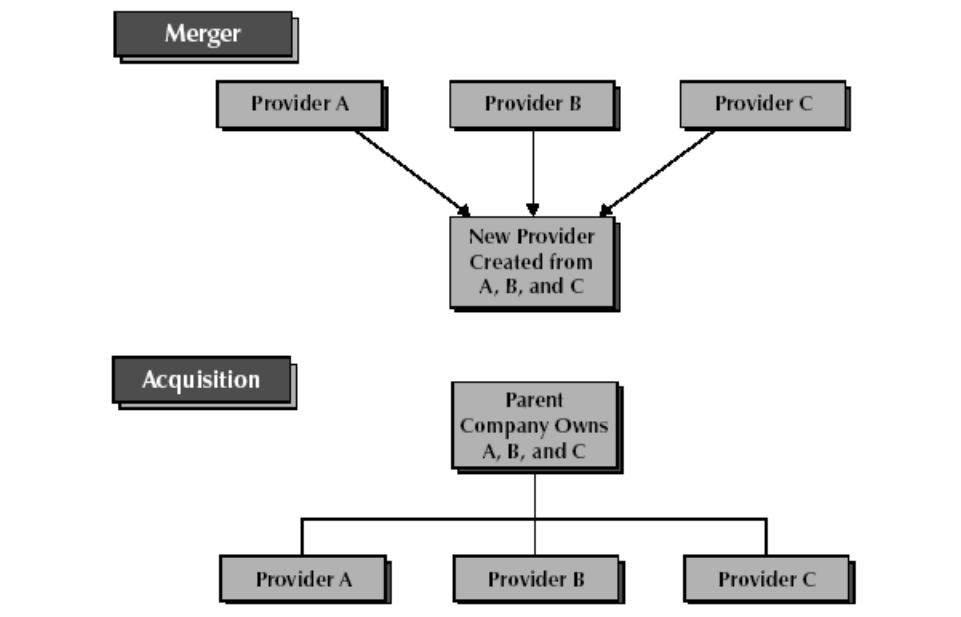 Merger
Provider A
Provider B
Provider C
New Provider
Created from
A, B, and C
Acquisition
Parent
Company Owns
A, B, and C
Provider A
Provider B
Provider C